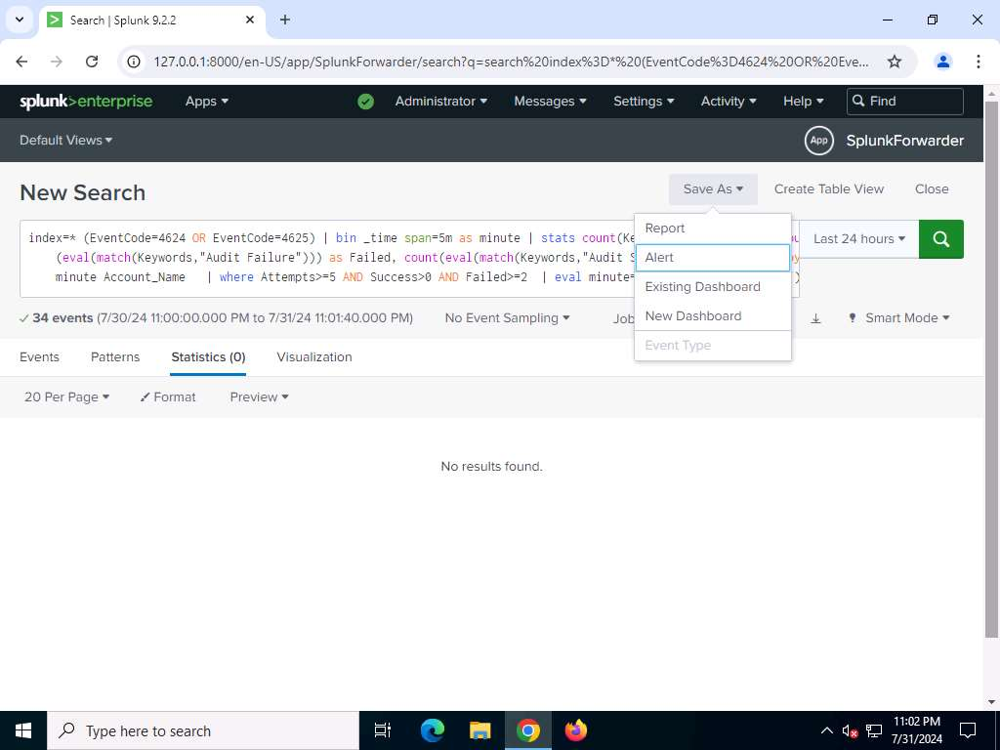 Search | Splunk 9.2.2
127.0.0.1:8000/en-US/app/SplunkForwarder/search?q=search%20index%3D*%20(EventCode%3D4624%20OR%20Eve...
splunk>enterprise Apps Administrator Messages Settings Activity Help Find
Default Views App SplunkForwarder
New Search Save As Create Table View Close
Report
Alert
Existing Dashboard
New Dashboard
Event Type
index=* (EventCode=4624 OR EventCode=4625) | bin _time span=5m as minute | stats count(Ke
(eval(match(Keywords,"Audit Failure"))) as Failed, count(eval(match(Keywords,"Audit S
minute Account_Name | where Attempts>=5 AND Success>0 AND Failed>=2 | eval minute=
Last 24 hours
34 events (7/30/24 11:00:00.000 PM to 7/31/24 11:01:40.000 PM) No Event Sampling Job Smart Mode
Events Patterns Statistics (0) Visualization
20 Per Page Format Preview
No results found.
Type here to search
11:02 PM
7/31/2024